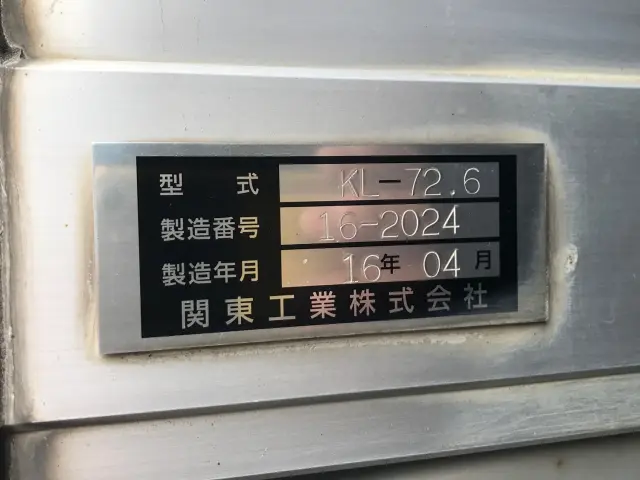 型式 KL-72.6
製造番号 16-2024
製造年月 16年 04月
関東工業株式会社